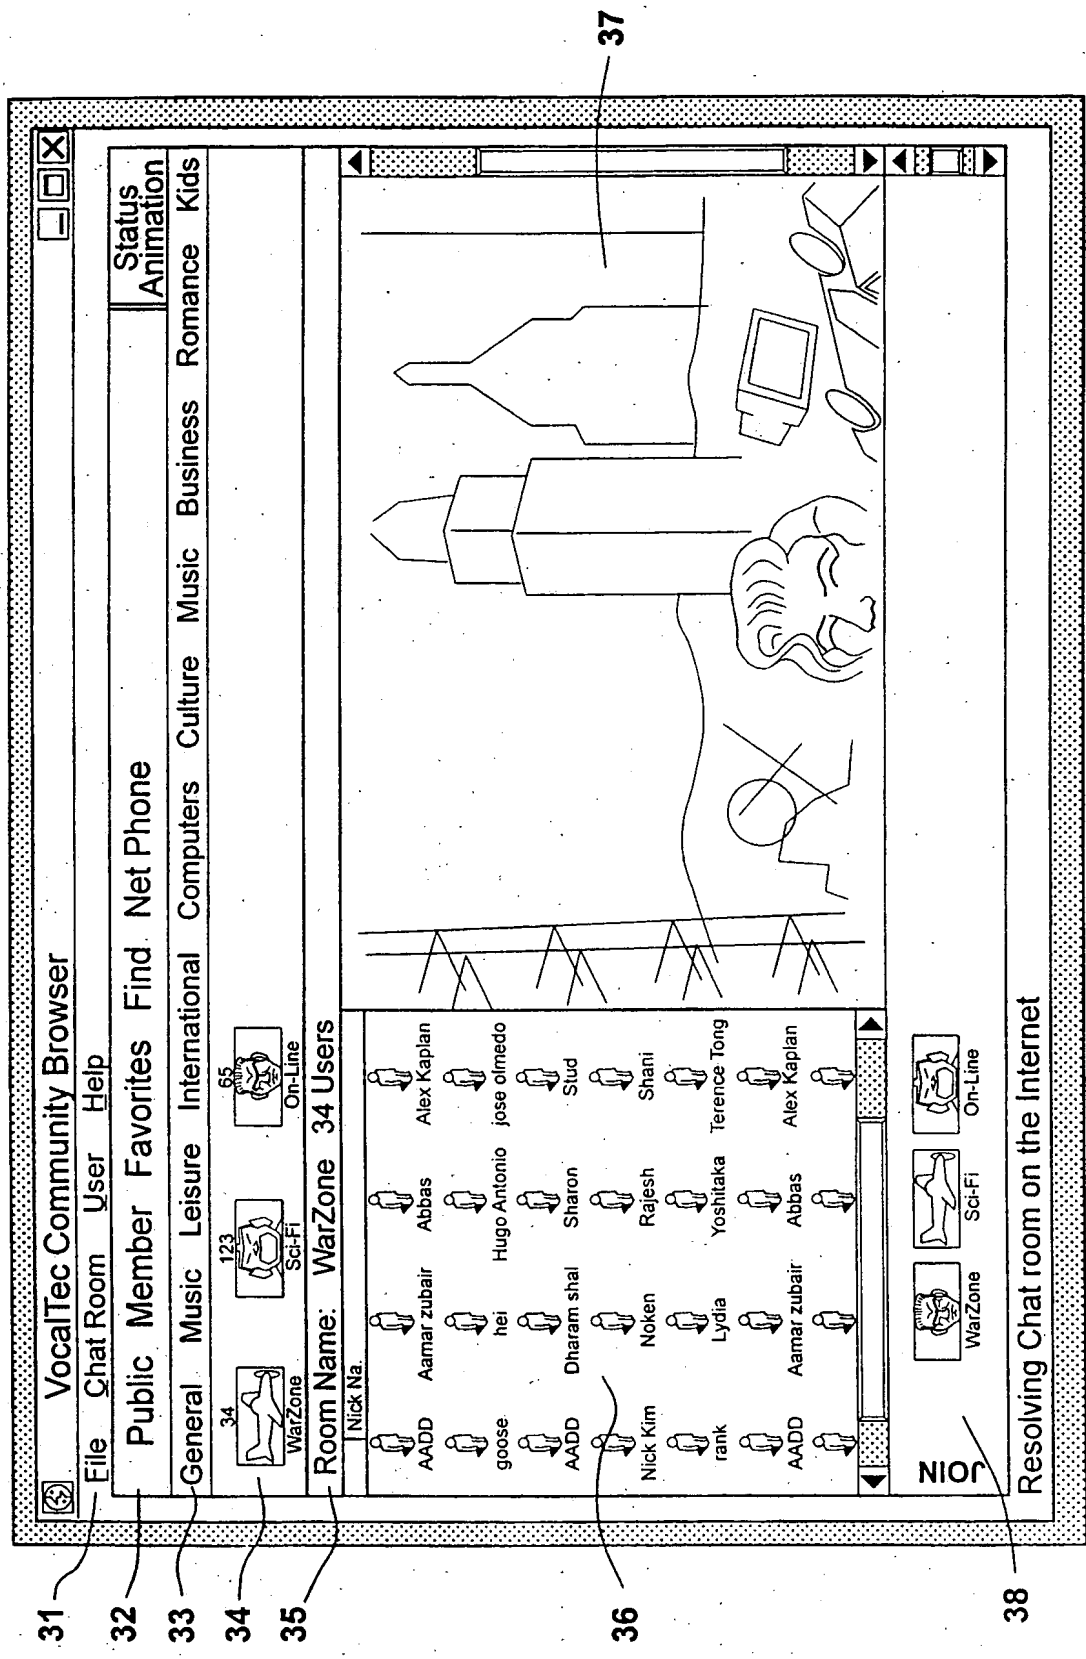 VocalTec Community Browser
File Chat Room User Help
Public Member Favorites Find Net Phone
Status
Animation
General Music Leisure International Computers Culture Music Business Romance Kids
34 123 65
WarZone Sci-Fi On-Line
Room Name: WarZone 34 Users
Nick Na.
AADD Aamar zubair Abbas Alex Kaplan
goose hei Hugo Antonio jose olmedo
AADD Dharam shal Sharon Stud
Nick Kim Noken Rajesh Shani
rank Lydia Yoshitaka Terence Tong
AADD Aamar zubair Abbas Alex Kaplan
JOIN
WarZone Sci-Fi On-Line
Resolving Chat room on the Internet
31
32
33
34
35
36
37
38